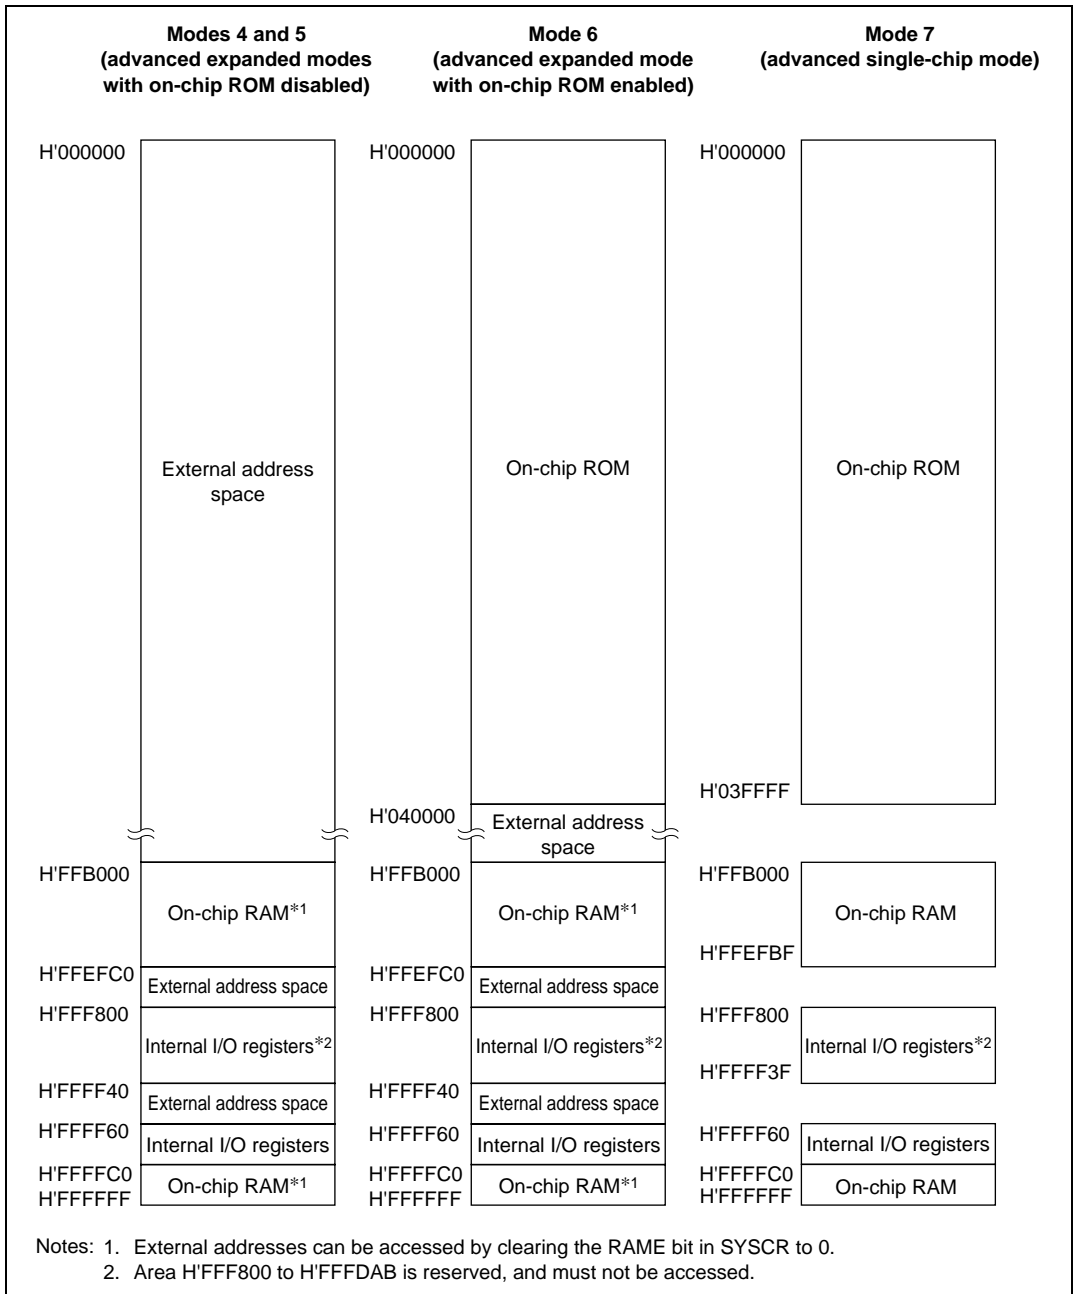 Modes 4 and 5
(advanced expanded modes
with on-chip ROM disabled)
Mode 6
(advanced expanded mode
with on-chip ROM enabled)
Mode 7
(advanced single-chip mode)
H'000000
External address
space
H'FFB000
On-chip RAM*1
H'FFEFC0
External address space
H'FFF800
Internal I/O registers*2
H'FFFF40
External address space
H'FFFF60
Internal I/O registers
H'FFFFC0
On-chip RAM*1
H'FFFFFF
H'000000
On-chip ROM
H'040000
External address
space
H'FFB000
On-chip RAM*1
H'FFEFC0
External address space
H'FFF800
Internal I/O registers*2
H'FFFF40
External address space
H'FFFF60
Internal I/O registers
H'FFFFC0
On-chip RAM*1
H'FFFFFF
H'000000
On-chip ROM
H'03FFFF
H'FFB000
On-chip RAM
H'FFEFBF
H'FFF800
Internal I/O registers*2
H'FFFF3F
H'FFFF60
Internal I/O registers
H'FFFFC0
On-chip RAM
H'FFFFFF
Notes: 1. External addresses can be accessed by clearing the RAME bit in SYSCR to 0.
2. Area H'FFF800 to H'FFFDAB is reserved, and must not be accessed.